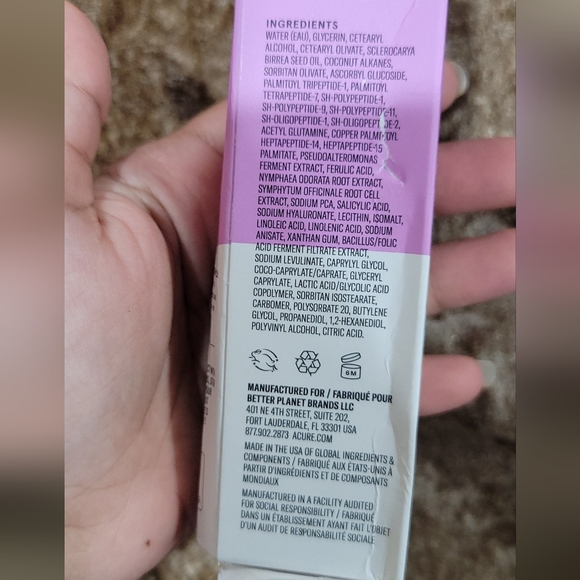 INGREDIENTS
WATER (EAU), GLYCERIN, CETEARYL
ALCOHOL, CETEARYL OLIVATE, SCLEROCARYA
BIRREA SEED OIL, COCONUT ALKANES,
SORBITAN OLIVATE, ASCORBYL GLUCOSIDE,
PALMITOYL TRIPEPTIDE-1, PALMITOYL
TETRAPEPTIDE-7, SH-POLYPEPTIDE-1,
SH-POLYPEPTIDE-9, SH-POLYPEPTIDE-11,
SH-OLIGOPEPTIDE-1, SH-OLIGOPEPTIDE-2,
ACETYL GLUTAMINE, COPPER PALMITOYL
HEPTAPEPTIDE-14, HEPTAPEPTIDE-15
PALMITATE, PSEUDOALTEROMONAS
FERMENT EXTRACT, FERULIC ACID,
NYMPHAEA ODORATA ROOT EXTRACT,
SYMPHYTUM OFFICINALE ROOT CELL
EXTRACT, SODIUM PCA, SALICYLIC ACID,
SODIUM HYALURONATE, LECITHIN, ISOMALT,
LINOLEIC ACID, LINOLENIC ACID, SODIUM
ANISATE, XANTHAN GUM, BACILLUS/FOLIC
ACID FERMENT FILTRATE EXTRACT,
SODIUM LEVULINATE, CAPRYLYL GLYCOL,
COCO-CAPRYLATE/CAPRATE, GLYCERYL
CAPRYLATE, LACTIC ACID/GLYCOLIC ACID
COPOLYMER, SORBITAN ISOSTEARATE,
CARBOMER, POLYSORBATE 20, BUTYLENE
GLYCOL, PROPANEDIOL, 1,2-HEXANEDIOL,
POLYVINYL ALCOHOL, CITRIC ACID.
6M
MANUFACTURED FOR / FABRIQUÉ POUR
BETTER PLANET BRANDS LLC
401 NE 4TH STREET, SUITE 202,
FORT LAUDERDALE, FL 33301 USA
877.902.2873 ACURE.COM
MADE IN THE USA OF GLOBAL INGREDIENTS &
COMPONENTS / FABRIQUÉ AUX ÉTATS-UNIS À
PARTIR D'INGRÉDIENTS ET DE COMPOSANTS
MONDIAUX
MANUFACTURED IN A FACILITY AUDITED
FOR SOCIAL RESPONSIBILITY / FABRIQUÉ
DANS UN ÉTABLISSEMENT AYANT FAIT L'OBJET
D'UN AUDIT DE RESPONSABILITÉ SOCIALE